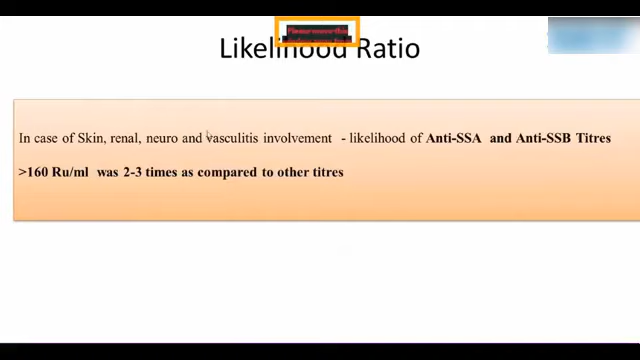 Likelihood Ratio
In case of Skin, renal, neuro and vasculitis involvement - likelihood of Anti-SSA and Anti-SSB Titres
>160 Ru/ml was 2-3 times as compared to other titres